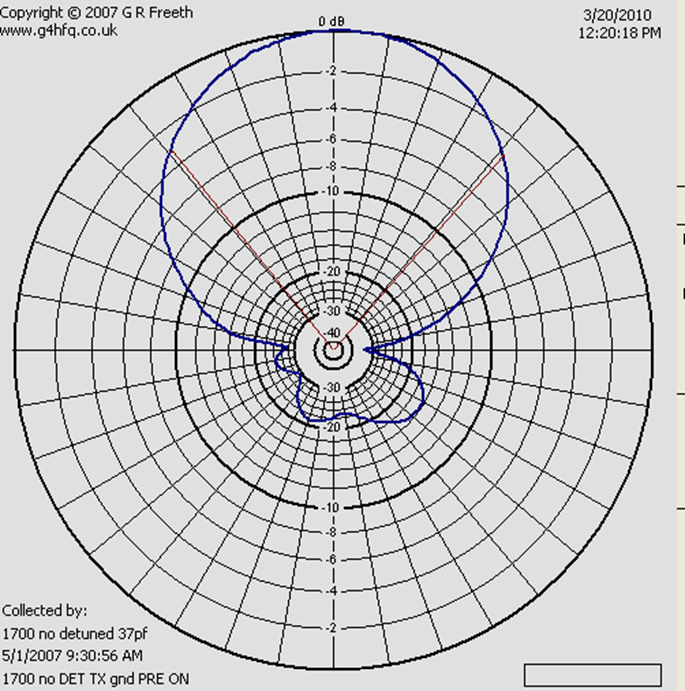 Copyright © 2007 G R Freeth
www.g4hfq.co.uk
3/20/2010
12:20:18 PM
0 dB
-2
-4
-6
-8
-10
-20
-30
-40
-30
-20
-10
-8
-6
-4
-2
Collected by:
1700 no detuned 37pf
5/1/2007 9:30:56 AM
1700 no DET TX gnd PRE ON